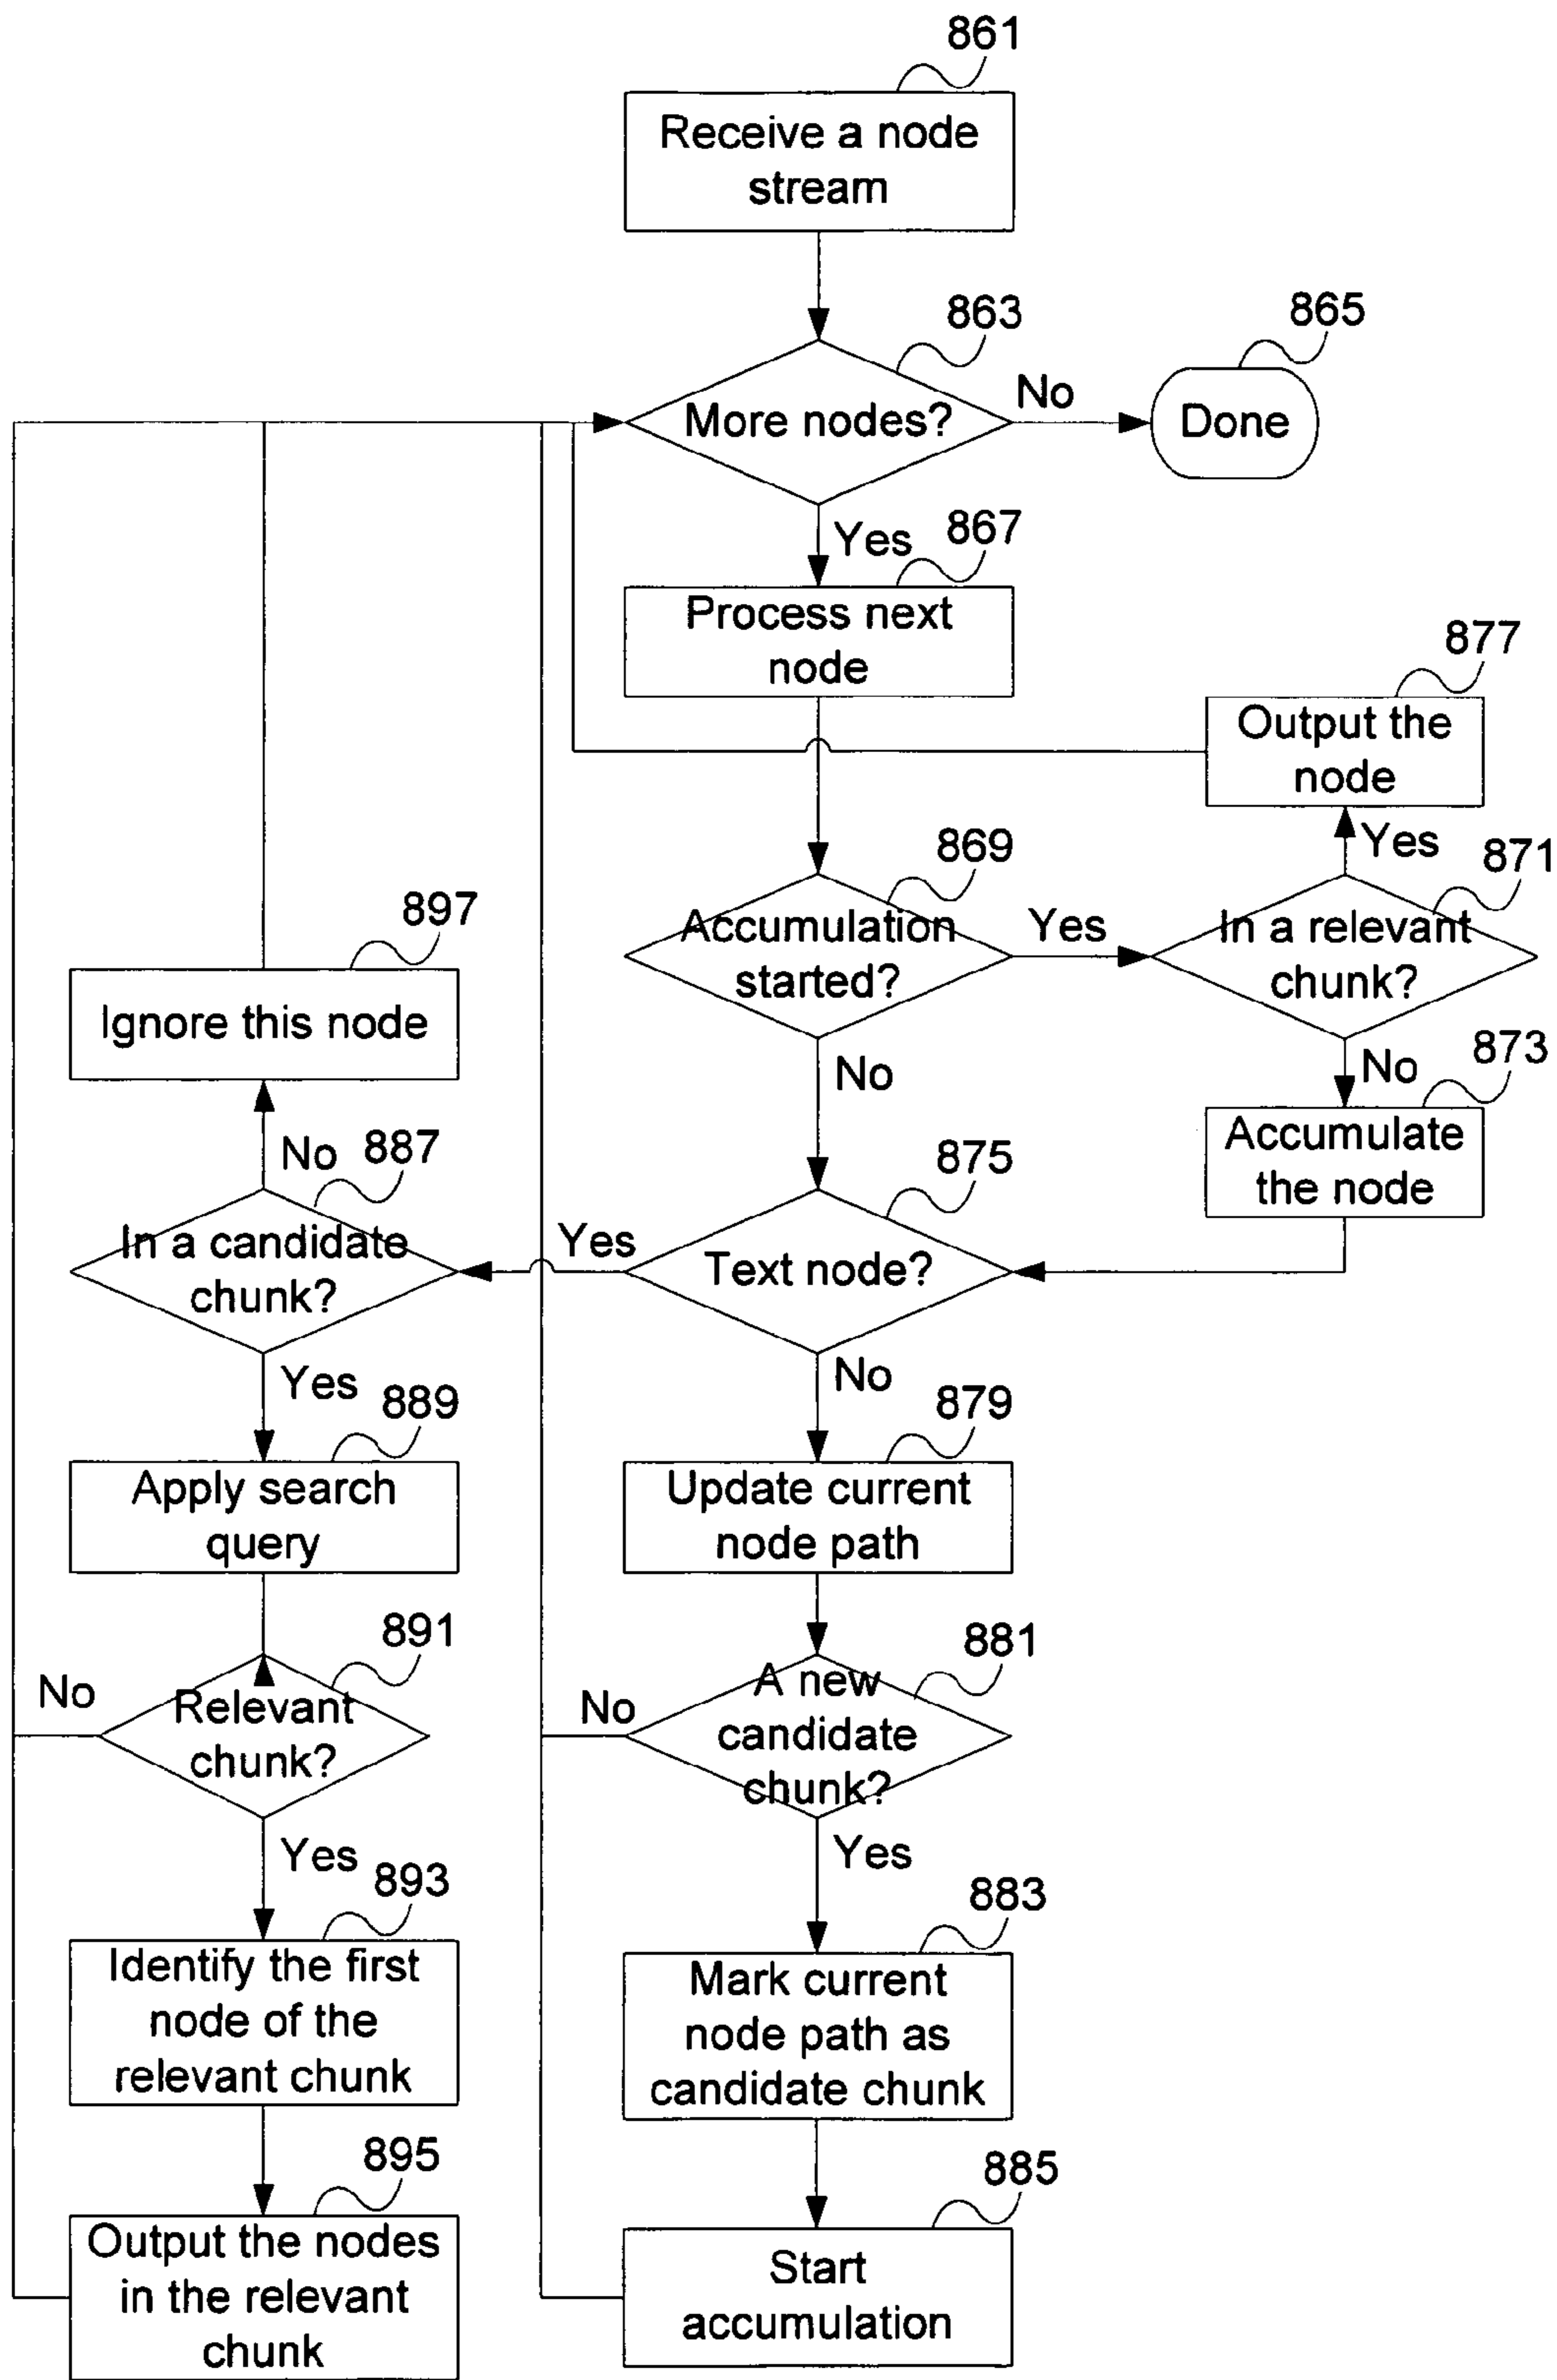 861
Receive a node
stream
863
865
More nodes?
No
Done
Yes
867
Process next
node
877
Output the
node
Yes
869
871
Accumulation
started?
Yes
In a relevant
chunk?
897
Ignore this node
No
No
873
Accumulate
the node
No
887
875
In a candidate
chunk?
Yes
Text node?
Yes
No
889
879
Apply search
query
Update current
node path
891
881
No
Relevant
chunk?
No
A new
candidate
chunk?
Yes
Yes
893
883
Identify the first
node of the
relevant chunk
Mark current
node path as
candidate chunk
895
885
Output the nodes
in the relevant
chunk
Start
accumulation